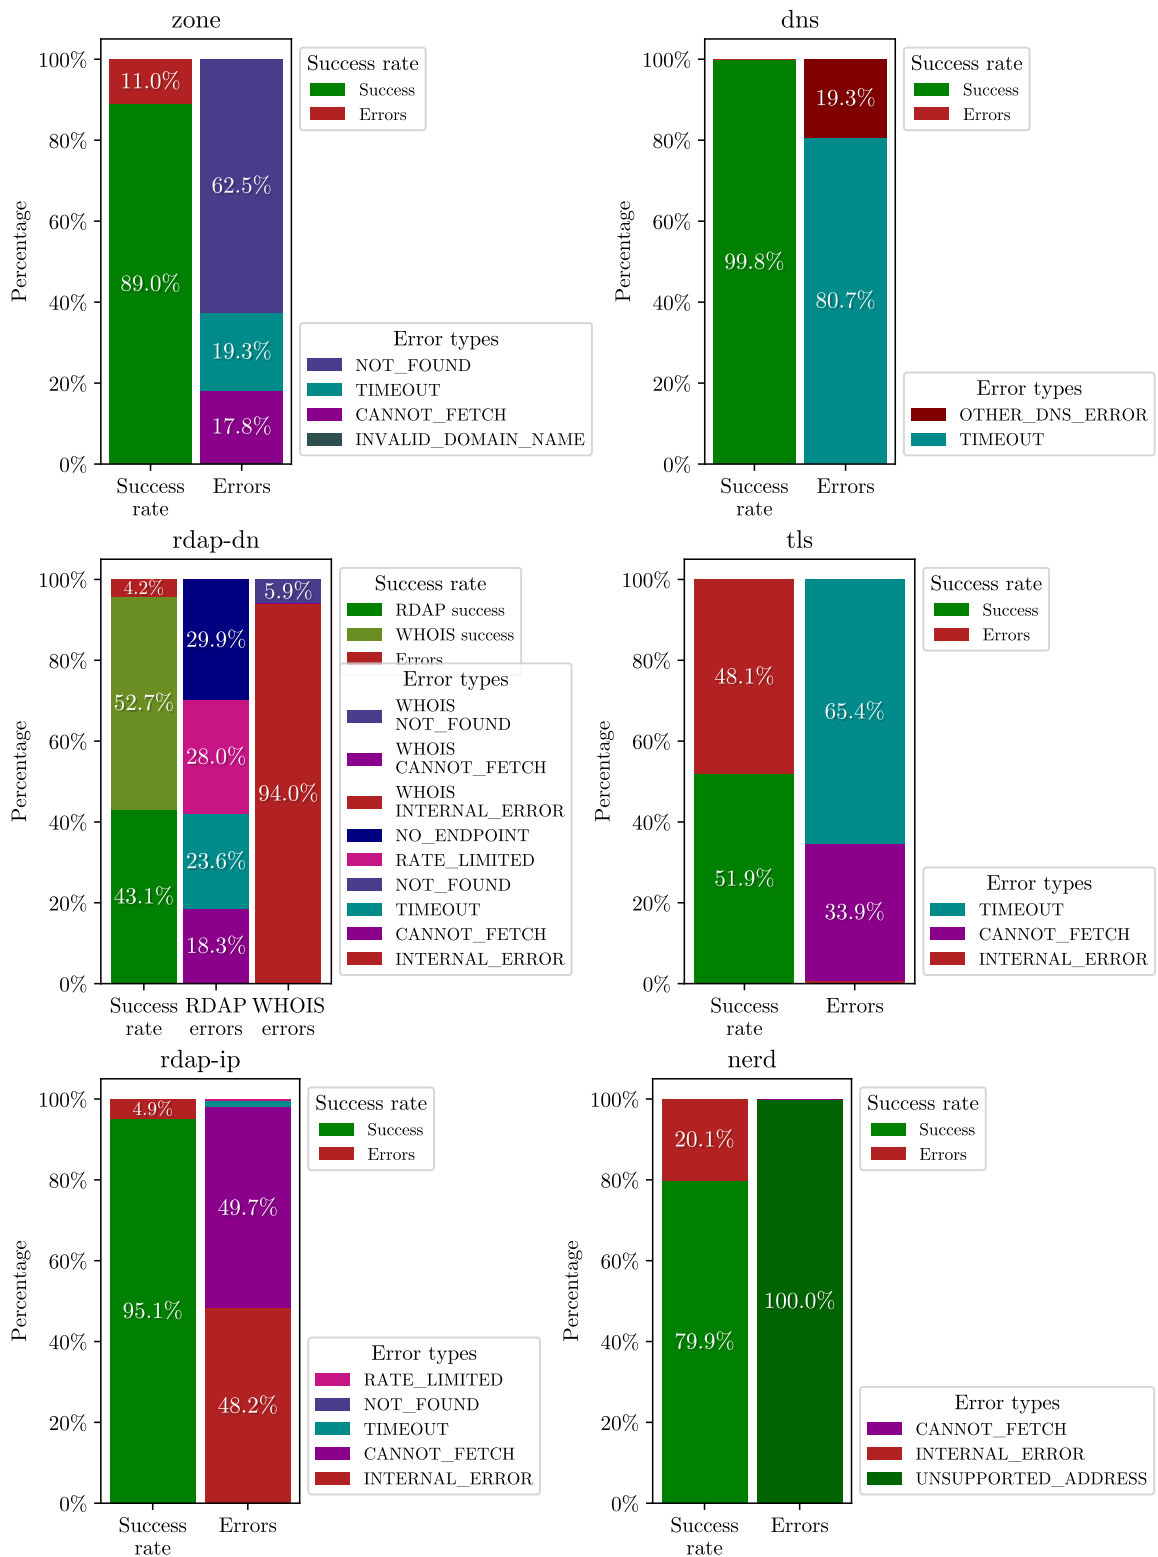 zone
100%
80%
60%
40%
20%
0%
Percentage
11.0%
89.0%
62.5%
19.3%
17.8%
Success
rate
Errors
Success rate
Success
Errors
Error types
NOT_FOUND
TIMEOUT
CANNOT_FETCH
INVALID_DOMAIN_NAME
dns
100%
80%
60%
40%
20%
0%
Percentage
99.8%
19.3%
80.7%
Success
rate
Errors
Success rate
Success
Errors
Error types
OTHER_DNS_ERROR
TIMEOUT
rdap-dn
100%
80%
60%
40%
20%
0%
Percentage
4.2%
52.7%
43.1%
29.9%
28.0%
23.6%
18.3%
5.9%
94.0%
Success
rate
RDAP
errors
WHOIS
errors
Success rate
RDAP success
WHOIS success
Errors
Error types
WHOIS
NOT_FOUND
WHOIS
CANNOT_FETCH
WHOIS
INTERNAL_ERROR
NO_ENDPOINT
RATE_LIMITED
NOT_FOUND
TIMEOUT
CANNOT_FETCH
INTERNAL_ERROR
tls
100%
80%
60%
40%
20%
0%
Percentage
48.1%
51.9%
65.4%
33.9%
Success
rate
Errors
Success rate
Success
Errors
Error types
TIMEOUT
CANNOT_FETCH
INTERNAL_ERROR
rdap-ip
100%
80%
60%
40%
20%
0%
Percentage
4.9%
95.1%
49.7%
48.2%
Success
rate
Errors
Success rate
Success
Errors
Error types
RATE_LIMITED
NOT_FOUND
TIMEOUT
CANNOT_FETCH
INTERNAL_ERROR
nerd
100%
80%
60%
40%
20%
0%
Percentage
20.1%
79.9%
100.0%
Success
rate
Errors
Success rate
Success
Errors
Error types
CANNOT_FETCH
INTERNAL_ERROR
UNSUPPORTED_ADDRESS